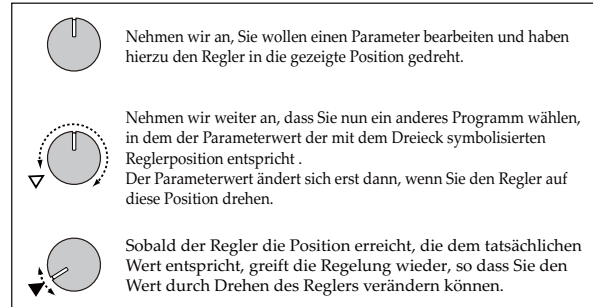 Nehmen wir an, Sie wollen einen Parameter bearbeiten und haben
hierzu den Regler in die gezeigte Position gedreht.
Nehmen wir weiter an, dass Sie nun ein anderes Programm wählen,
in dem der Parameterwert der mit dem Dreieck symbolisierten
Reglerposition entspricht .
Der Parameterwert ändert sich erst dann, wenn Sie den Regler auf
diese Position drehen.
Sobald der Regler die Position erreicht, die dem tatsächlichen
Wert entspricht, greift die Regelung wieder, so dass Sie den
Wert durch Drehen des Reglers verändern können.